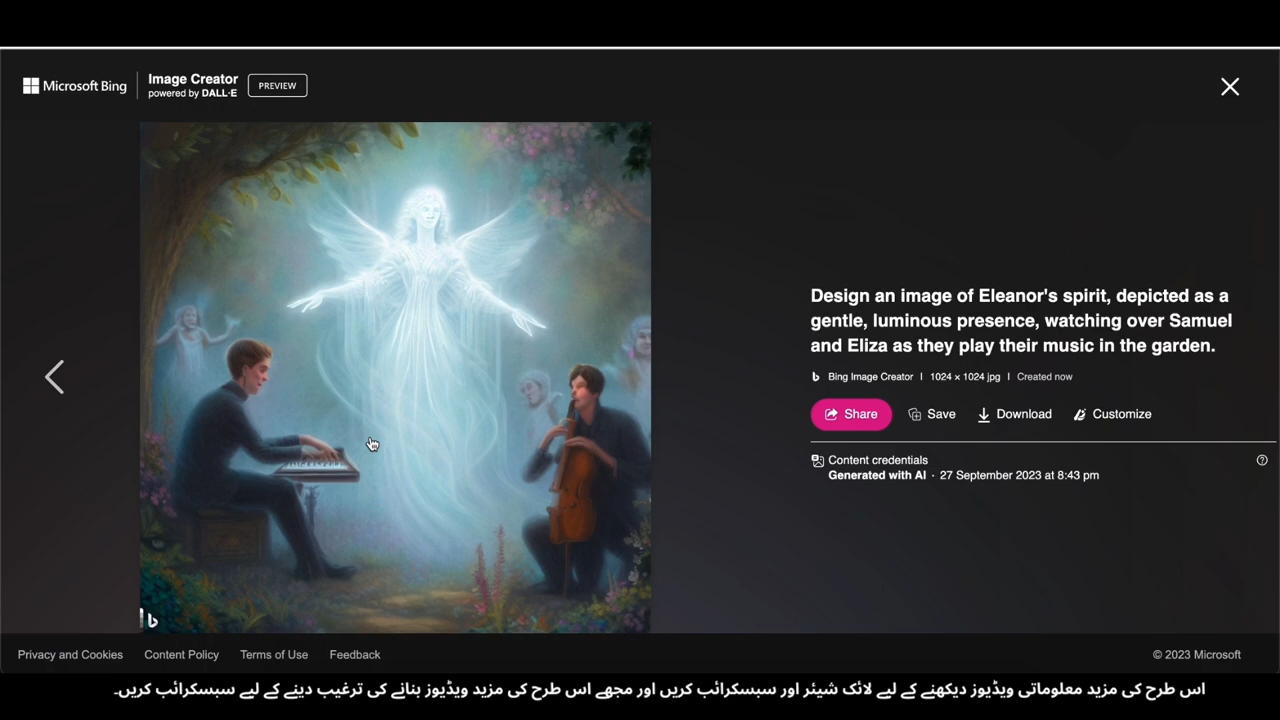 Microsoft Bing
Image Creator
powered by DALL·E
PREVIEW
Design an image of Eleanor's spirit, depicted as a
gentle, luminous presence, watching over Samuel
and Eliza as they play their music in the garden.
Bing Image Creator | 1024 × 1024 jpg | Created now
Share Save Download Customize
Content credentials
Generated with AI · 27 September 2023 at 8:43 pm
Privacy and Cookies Content Policy Terms of Use Feedback © 2023 Microsoft
اس طرح کی مزید معلوماتی ویڈیوز دیکھنے کے لیے لائک شیئر اور سبسکرائب کریں اور مجھے اس طرح کی مزید ویڈیوز بنانے کی ترغیب دینے کے لیے سبسکرائب کریں۔